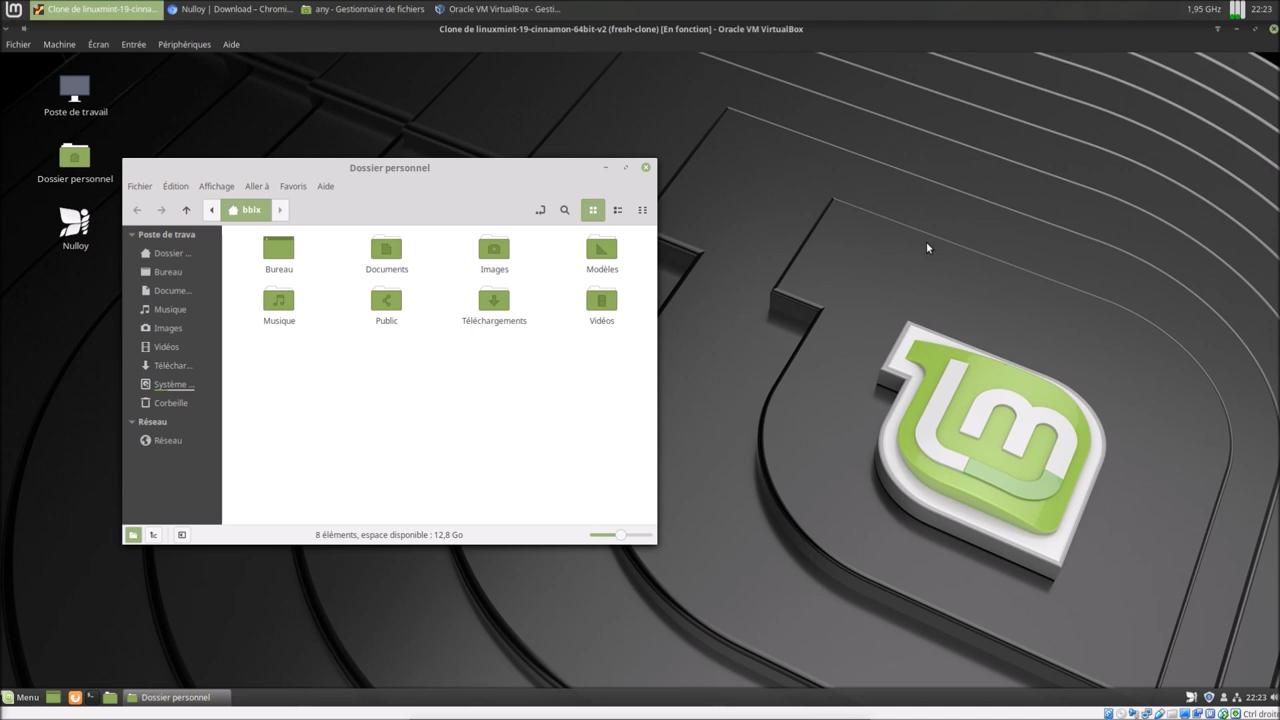 Clone de linuxmint-19-cinna...
Nulloy | Download – Chromi...
any - Gestionnaire de fichiers
Oracle VM VirtualBox - Gesti...
1,95 GHz
22:23
Clone de linuxmint-19-cinnamon-64bit-v2 (fresh-clone) [En fonction] - Oracle VM VirtualBox
Fichier Machine Écran Entrée Périphériques Aide
Poste de travail
Dossier personnel
Nulloy
Dossier personnel
Fichier Édition Affichage Aller à Favoris Aide
bbix
Poste de trava
Dossier ...
Bureau
Docume...
Musique
Images
Vidéos
Téléchar...
Système ...
Corbeille
Réseau
Réseau
Bureau Documents Images Modèles
Musique Public Téléchargements Vidéos
8 éléments, espace disponible : 12,8 Go
Menu
Dossier personnel
22:23
Ctrl droite